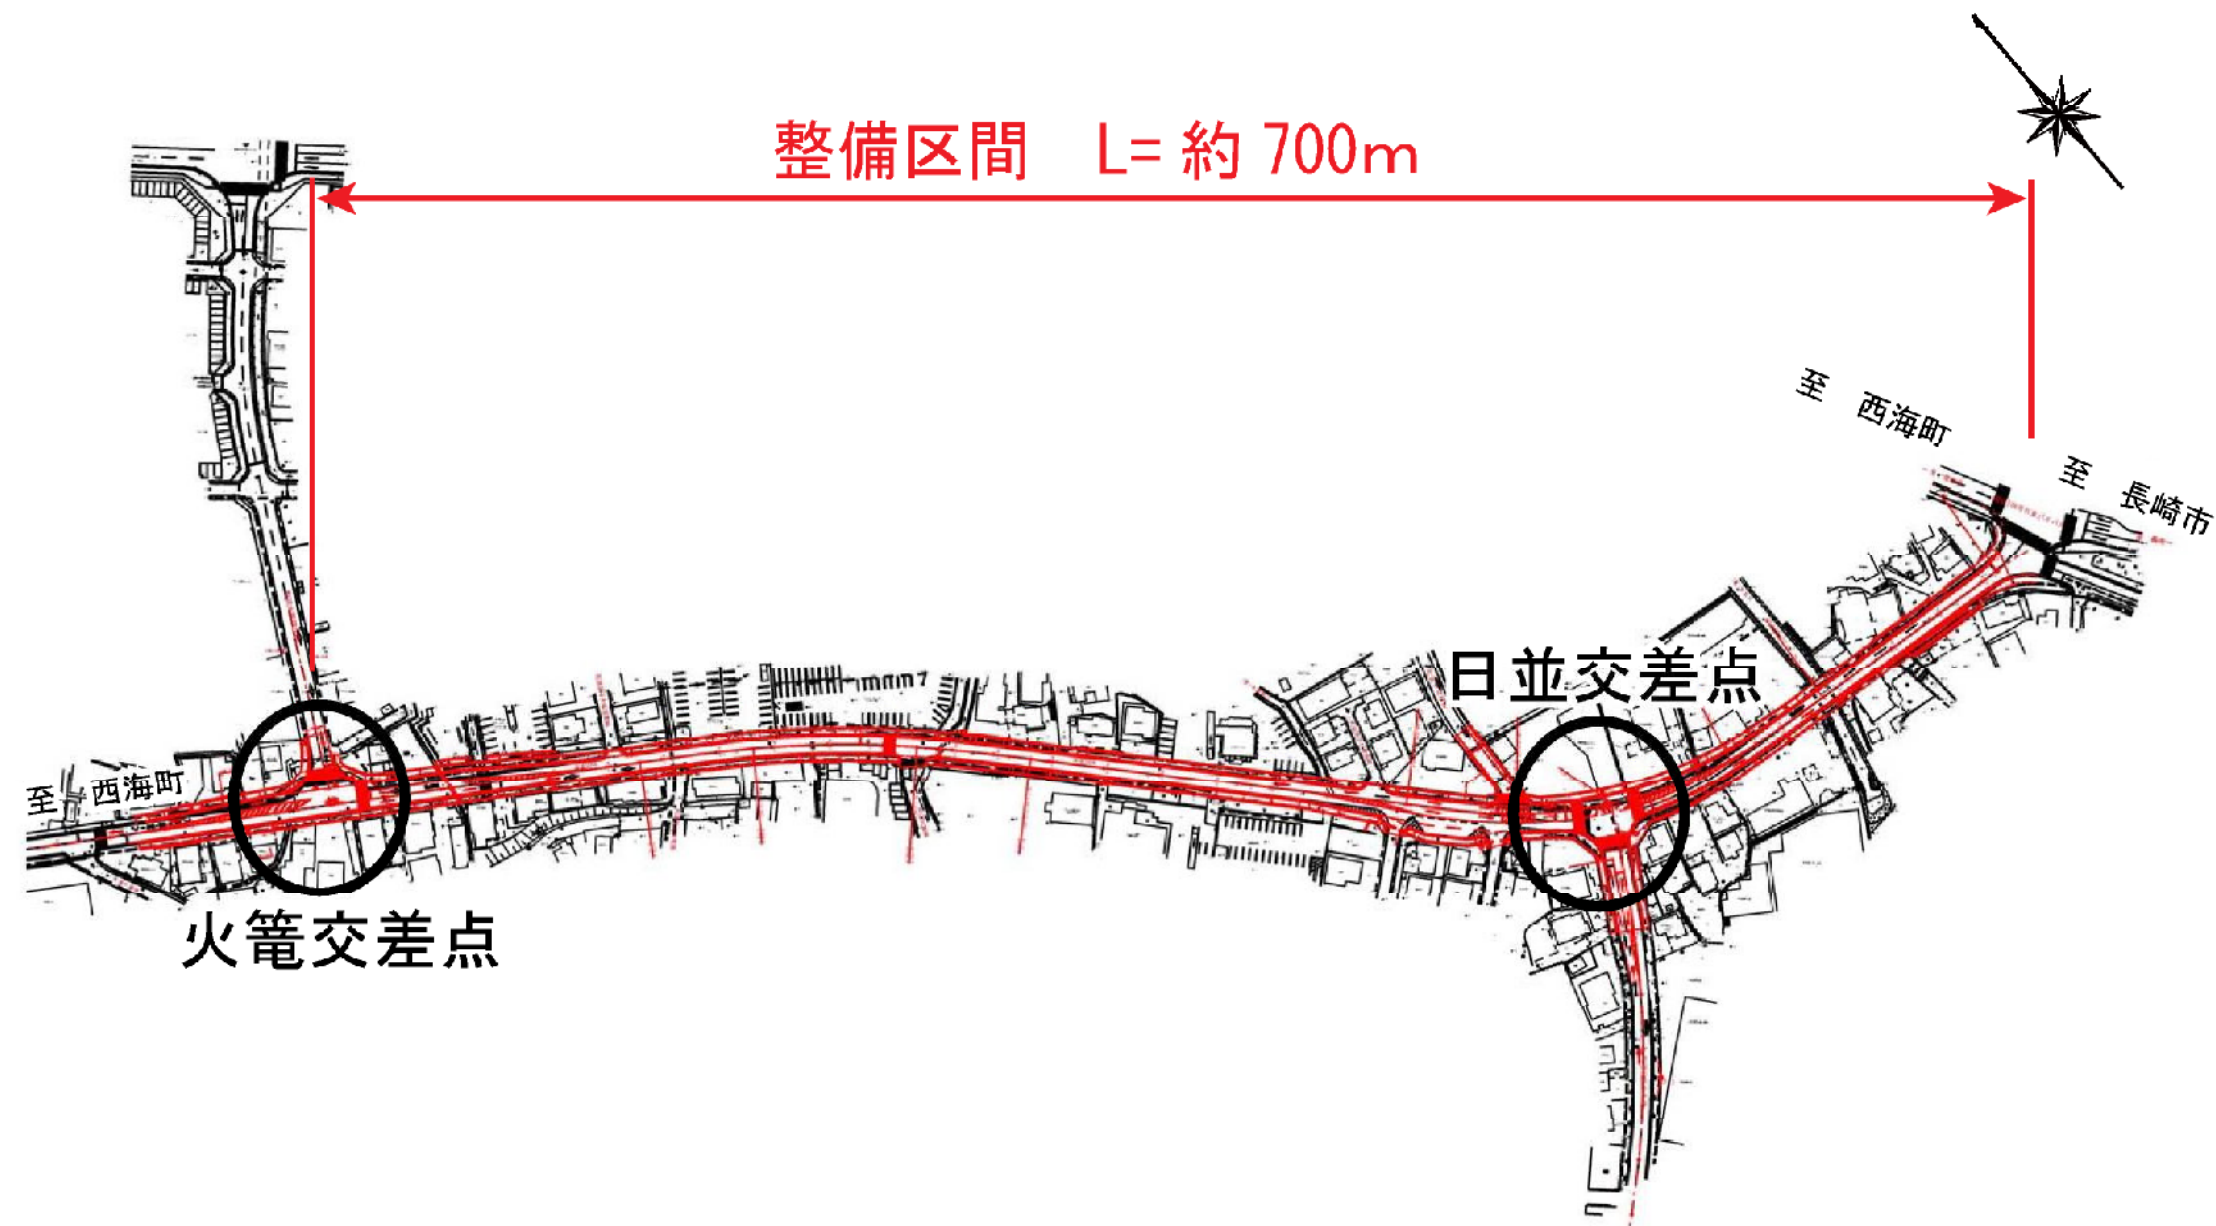 整備区間　L= 約 700m
至　西海町
至　長崎市
日並交差点
至　西海町
火篭交差点